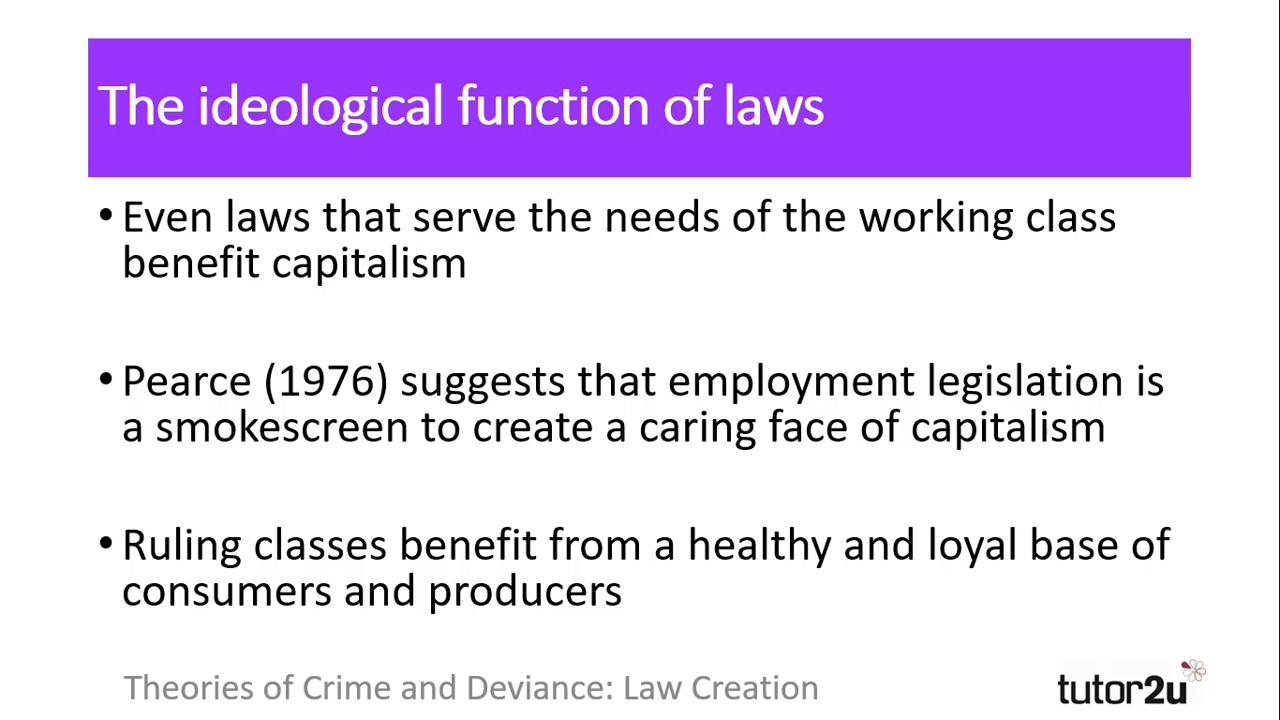 The ideological function of laws
• Even laws that serve the needs of the working class
benefit capitalism
• Pearce (1976) suggests that employment legislation is
a smokescreen to create a caring face of capitalism
• Ruling classes benefit from a healthy and loyal base of
consumers and producers
Theories of Crime and Deviance: Law Creation
tutor2u